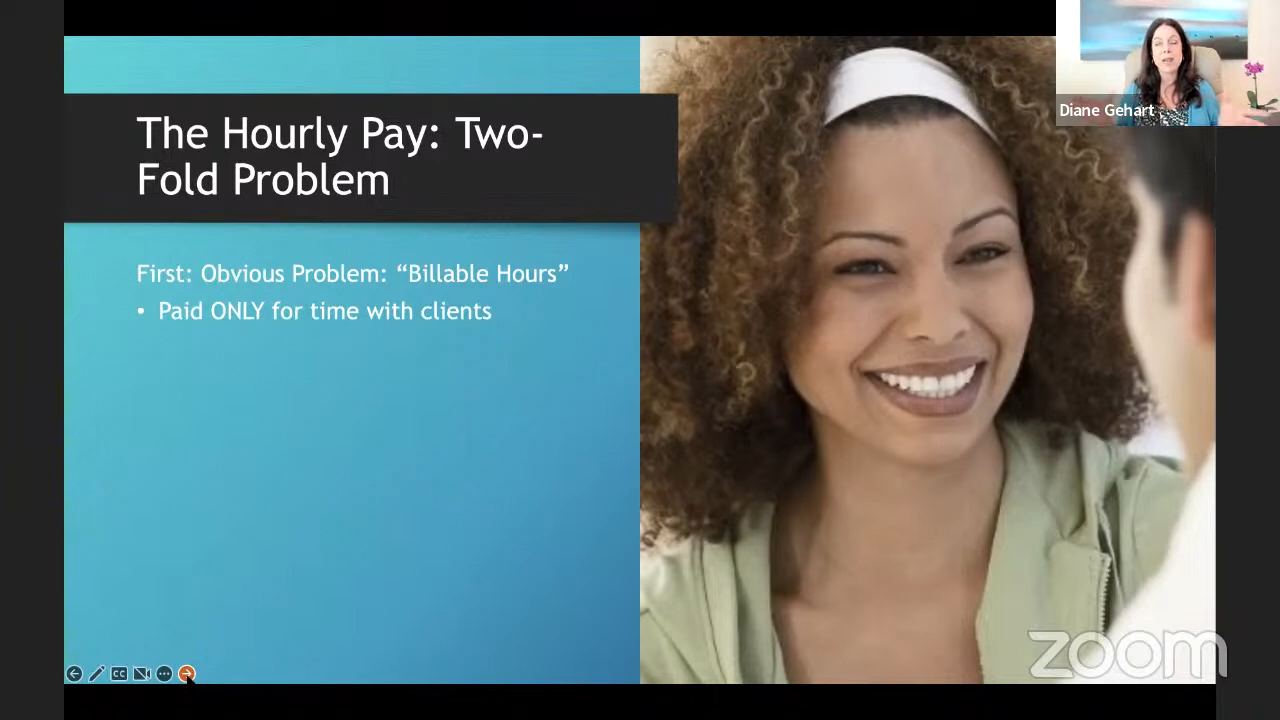 Diane Gehart
The Hourly Pay: Two-
Fold Problem
First: Obvious Problem: “Billable Hours”
• Paid ONLY for time with clients
CC
zoom